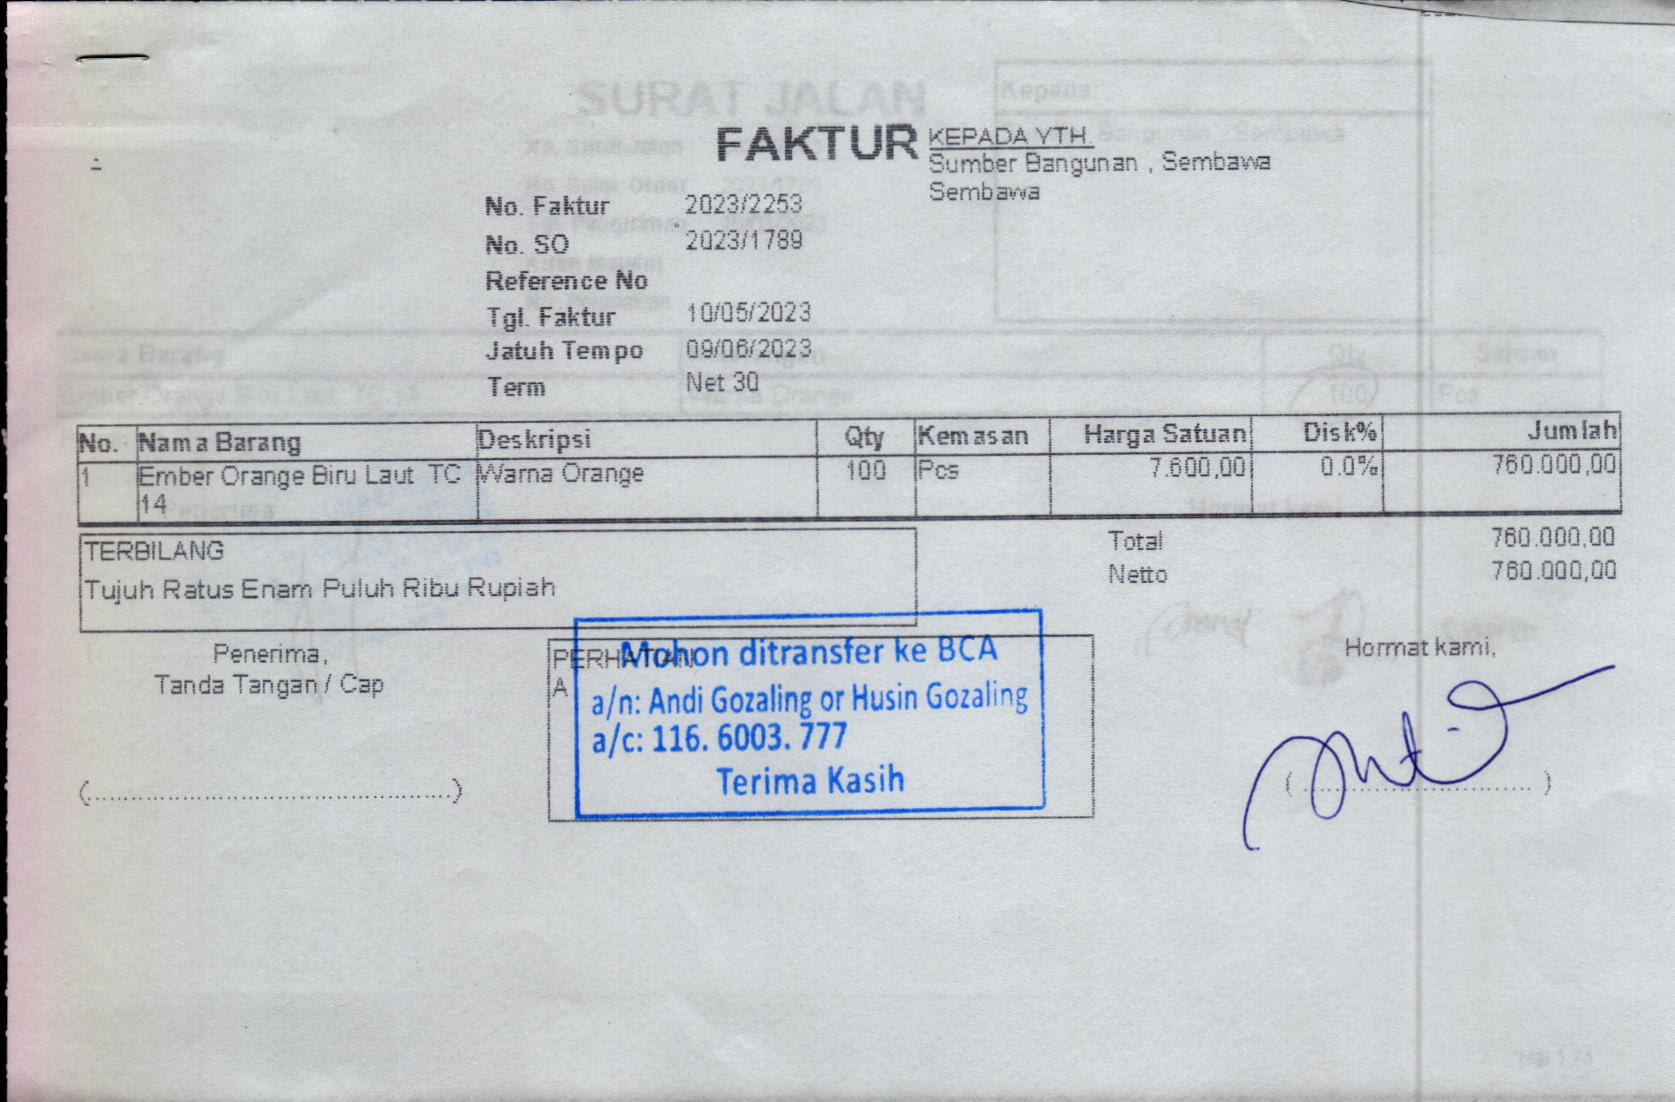 FAKTUR
KEPADA YTH.
Sumber Bangunan , Sembawa
Sembawa
No. Faktur 2023/2253
No. SO 2023/1789
Reference No
Tgl. Faktur 10/05/2023
Jatuh Tempo 09/06/2023
Term Net 30
No. Nama Barang Deskripsi Qty Kemasan Harga Satuan Disk% Jumlah
1 Ember Orange Biru Laut TC Warna Orange 100 Pcs 7.600,00 0.0% 760.000,00
14
TERBILANG
Tujuh Ratus Enam Puluh Ribu Rupiah
Total 760.000,00
Netto 760.000,00
Penerima,
Tanda Tangan / Cap
(................................................)
PERHATIAN
A
Mohon ditransfer ke BCA
a/n: Andi Gozaling or Husin Gozaling
a/c: 116. 6003. 777
Terima Kasih
Hormat kami,
SURAT JALAN
Kepada: